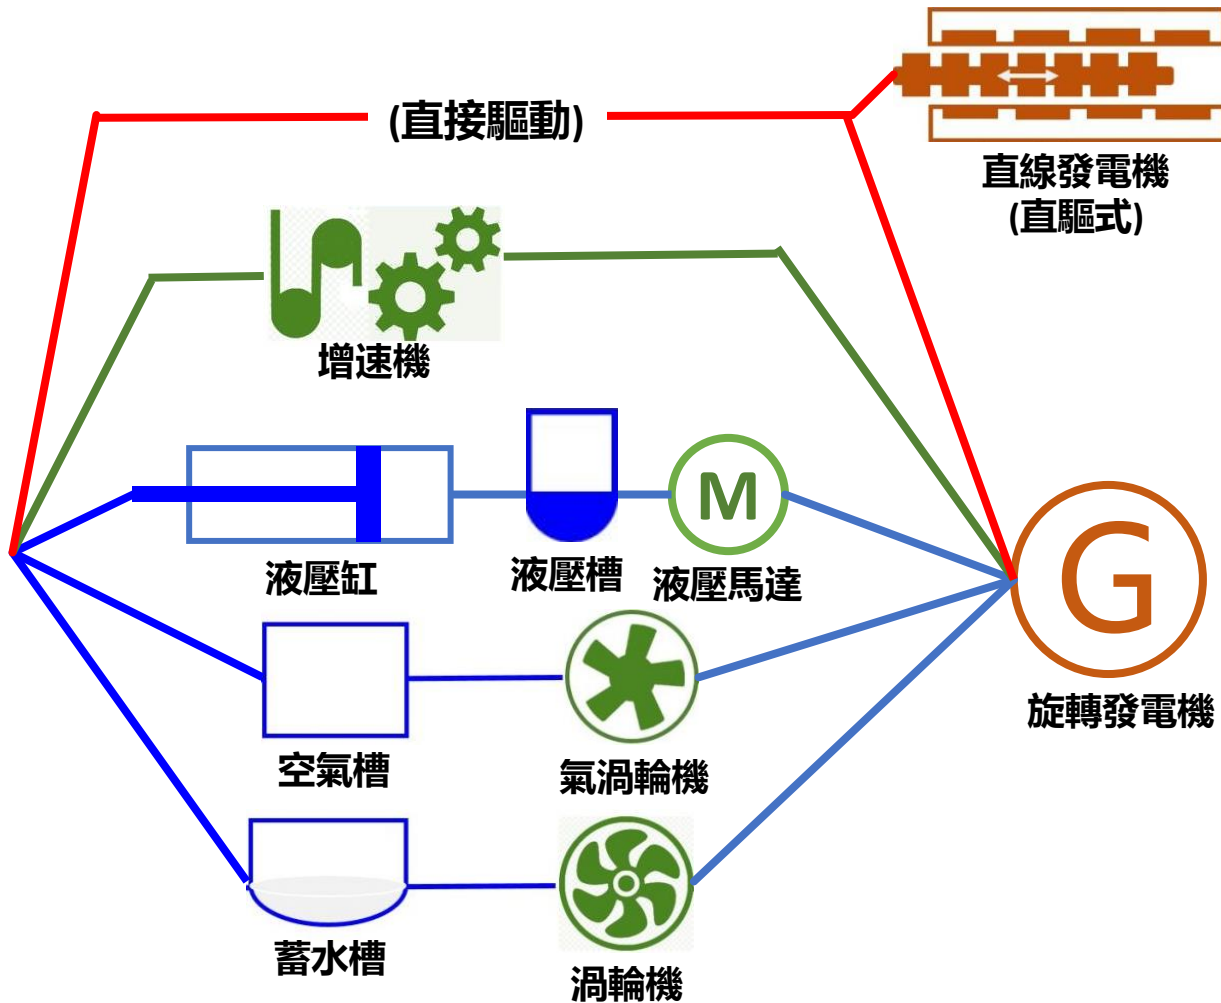 (直接驅動)
直線發電機
(直驅式)
增速機
液壓缸
液壓槽
M
液壓馬達
G
旋轉發電機
空氣槽
氣渦輪機
蓄水槽
渦輪機